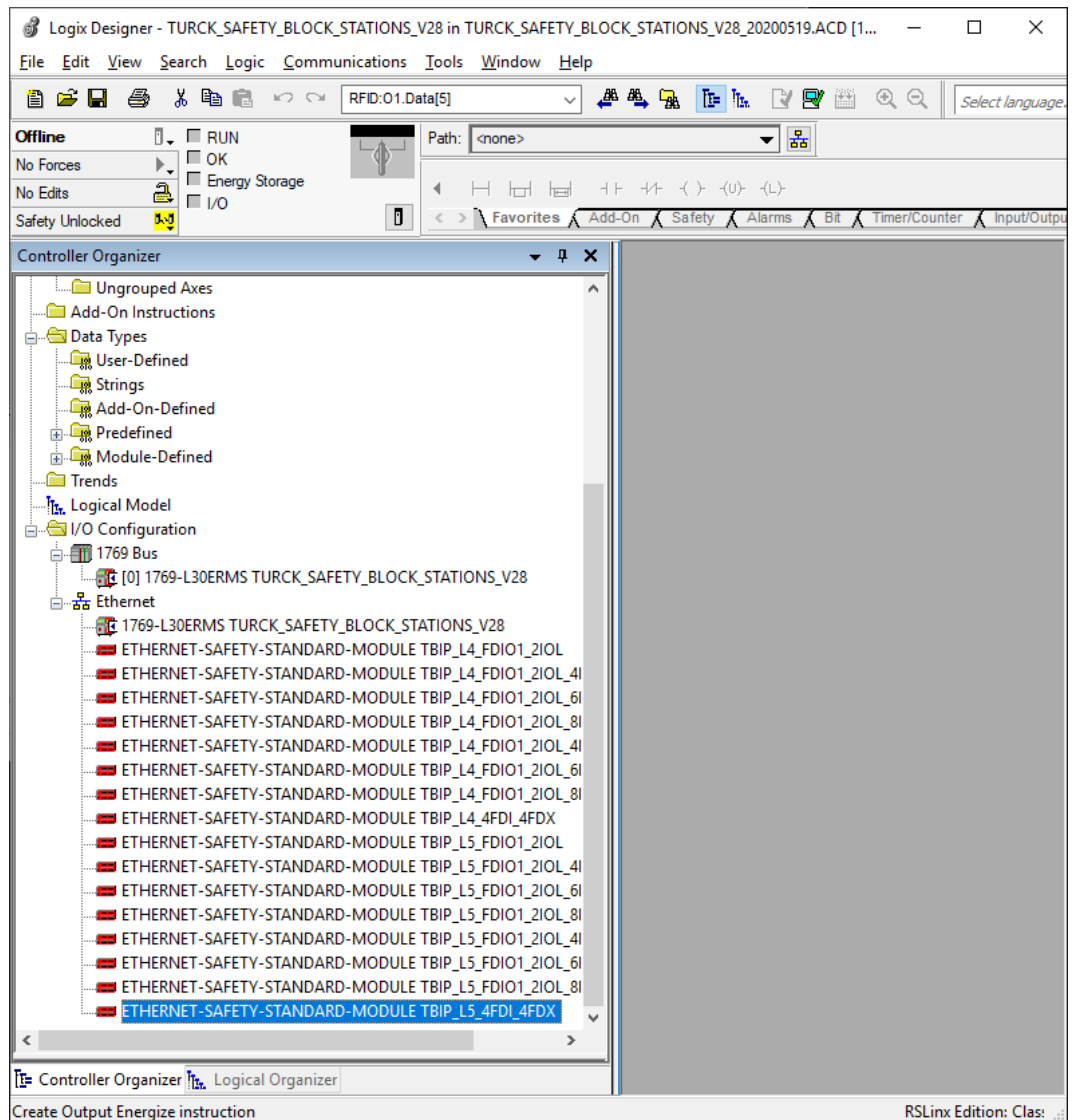 Logix Designer - TURCK_SAFETY_BLOCK_STATIONS_V28 in TURCK_SAFETY_BLOCK_STATIONS_V28_20200519.ACD [1...
File Edit View Search Logic Communications Tools Window Help
RFID:O1.Data[5]
Select language.
Offline
RUN
Path: <none>
No Forces
OK
No Edits
Energy Storage
Safety Unlocked
I/O
Favorites Add-On Safety Alarms Bit Timer/Counter Input/Outpu
Controller Organizer
Ungrouped Axes
Add-On Instructions
Data Types
User-Defined
Strings
Add-On-Defined
Predefined
Module-Defined
Trends
Logical Model
I/O Configuration
1769 Bus
[0] 1769-L30ERMS TURCK_SAFETY_BLOCK_STATIONS_V28
Ethernet
1769-L30ERMS TURCK_SAFETY_BLOCK_STATIONS_V28
ETHERNET-SAFETY-STANDARD-MODULE TBIP_L4_FDIO1_2IOL
ETHERNET-SAFETY-STANDARD-MODULE TBIP_L4_FDIO1_2IOL_4I
ETHERNET-SAFETY-STANDARD-MODULE TBIP_L4_FDIO1_2IOL_6I
ETHERNET-SAFETY-STANDARD-MODULE TBIP_L4_FDIO1_2IOL_8I
ETHERNET-SAFETY-STANDARD-MODULE TBIP_L4_FDIO1_2IOL_4I
ETHERNET-SAFETY-STANDARD-MODULE TBIP_L4_FDIO1_2IOL_6I
ETHERNET-SAFETY-STANDARD-MODULE TBIP_L4_FDIO1_2IOL_8I
ETHERNET-SAFETY-STANDARD-MODULE TBIP_L4_4FDI_4FDX
ETHERNET-SAFETY-STANDARD-MODULE TBIP_L5_FDIO1_2IOL
ETHERNET-SAFETY-STANDARD-MODULE TBIP_L5_FDIO1_2IOL_4I
ETHERNET-SAFETY-STANDARD-MODULE TBIP_L5_FDIO1_2IOL_6I
ETHERNET-SAFETY-STANDARD-MODULE TBIP_L5_FDIO1_2IOL_8I
ETHERNET-SAFETY-STANDARD-MODULE TBIP_L5_FDIO1_2IOL_4I
ETHERNET-SAFETY-STANDARD-MODULE TBIP_L5_FDIO1_2IOL_6I
ETHERNET-SAFETY-STANDARD-MODULE TBIP_L5_FDIO1_2IOL_8I
ETHERNET-SAFETY-STANDARD-MODULE TBIP_L5_4FDI_4FDX
Controller Organizer Logical Organizer
Create Output Energize instruction RSLinx Edition: Clas: